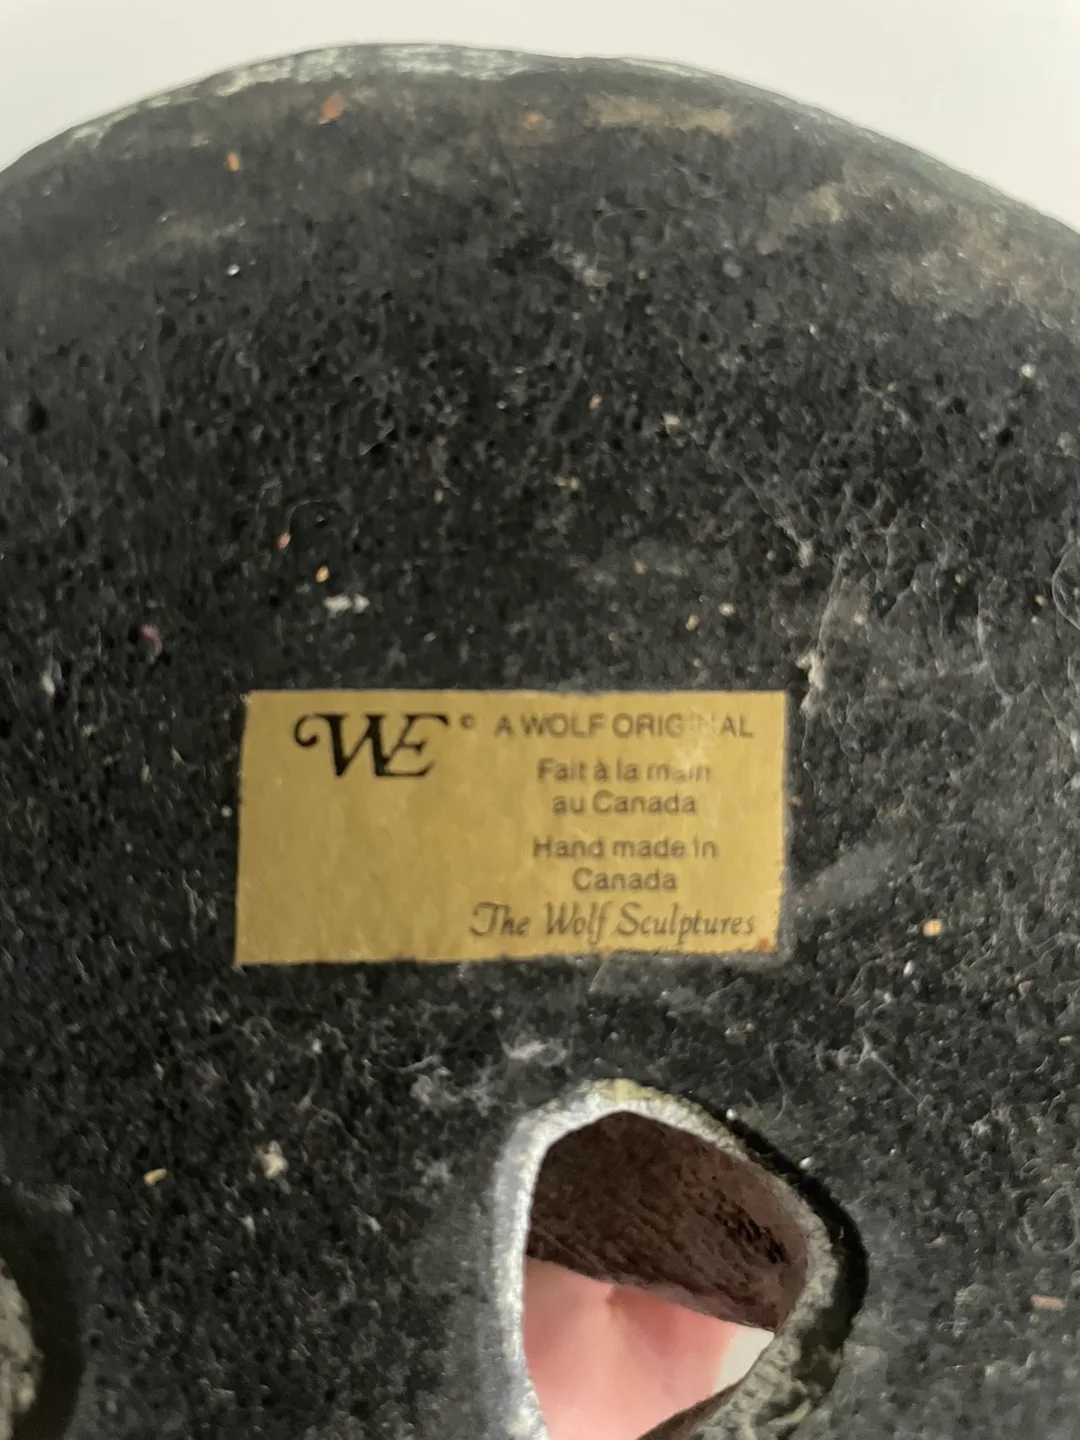 WE © A WOLF ORIGINAL
Fait à la main
au Canada
Hand made in
Canada
The Wolf Sculptures